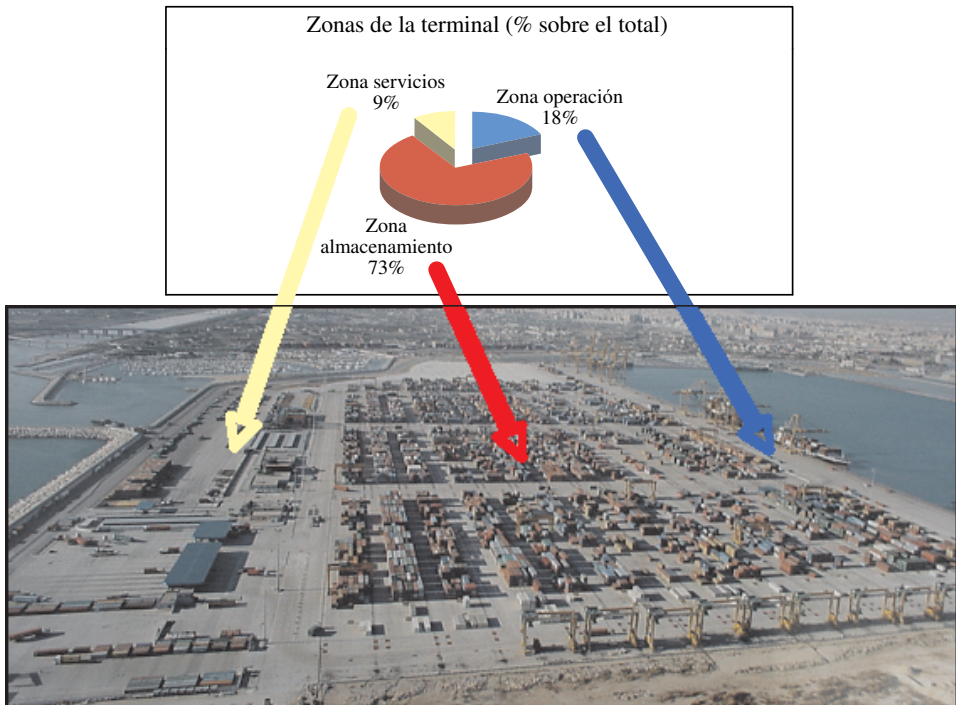 Zonas de la terminal (% sobre el total)
Zona servicios
9%
Zona operación
18%
Zona
almacenamiento
73%